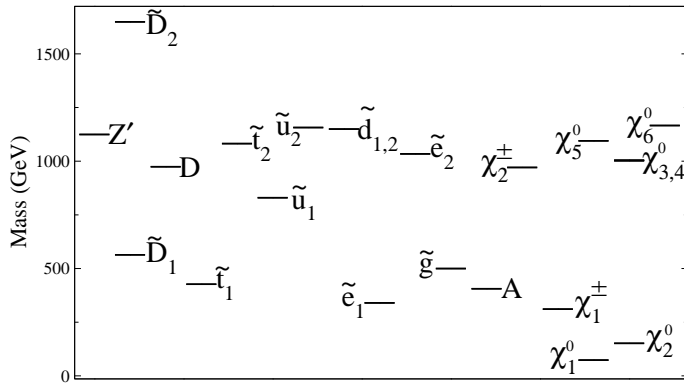 D̃₂
1500
ũ₂
d̃₁,₂
χ₆⁰
Z′
t̃₂
ẽ₂
χ₅⁰
χ₂±
χ₃,₄⁰
1000
D
Mass (GeV)
ũ₁
D̃₁
g̃
500
t̃₁
A
ẽ₁
χ₁±
χ₂⁰
χ₁⁰
0